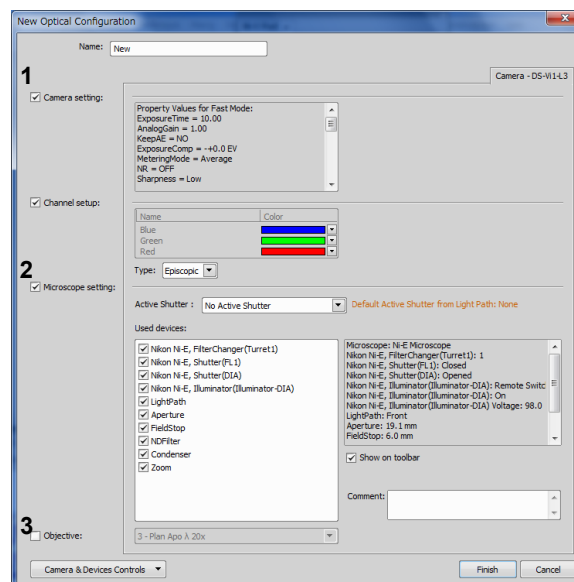 New Optical Configuration
Name: New
1
Camera - DS-Vi1-L3
Camera setting:
Property Values for Fast Mode:
ExposureTime = 10.00
AnalogGain = 1.00
KeepAE = NO
ExposureComp = -+0.0 EV
MeteringMode = Average
NR = OFF
Sharpness = Low
Channel setup:
Name Color
Blue
Green
Red
2
Type: Episcopic
Microscope setting:
Active Shutter : No Active Shutter Default Active Shutter from Light Path: None
Used devices:
Nikon Ni-E, FilterChanger(Turret1)
Nikon Ni-E, Shutter(FL1)
Nikon Ni-E, Shutter(DIA)
Nikon Ni-E, Illuminator(Illuminator-DIA)
LightPath
Aperture
FieldStop
NDFilter
Condenser
Zoom
Microscope: Ni-E Microscope
Nikon Ni-E, FilterChanger(Turret1): 1
Nikon Ni-E, Shutter(FL1): Closed
Nikon Ni-E, Shutter(DIA): Opened
Nikon Ni-E, Illuminator(Illuminator-DIA): Remote Switc
Nikon Ni-E, Illuminator(Illuminator-DIA): On
Nikon Ni-E, Illuminator(Illuminator-DIA) Voltage: 98.0
LightPath: Front
Aperture: 19.1 mm
FieldStop: 6.0 mm
Show on toolbar
Comment:
3
Objective: 3 - Plan Apo λ 20x
Camera & Devices Controls Finish Cancel